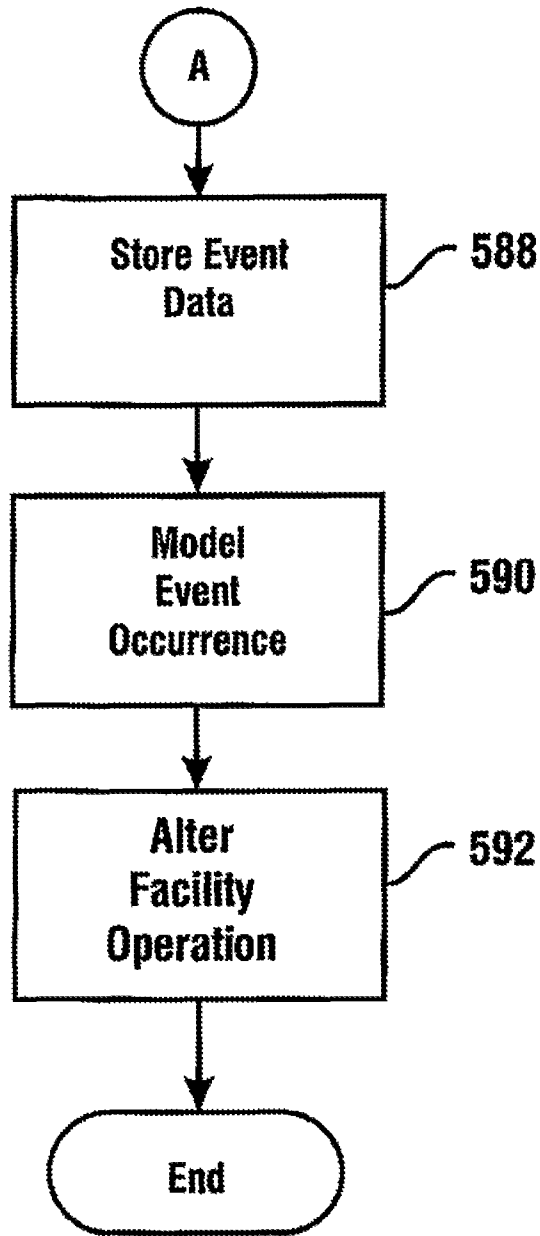 A
Store Event
Data
588
Model
Event
Occurrence
590
Alter
Facility
Operation
592
End